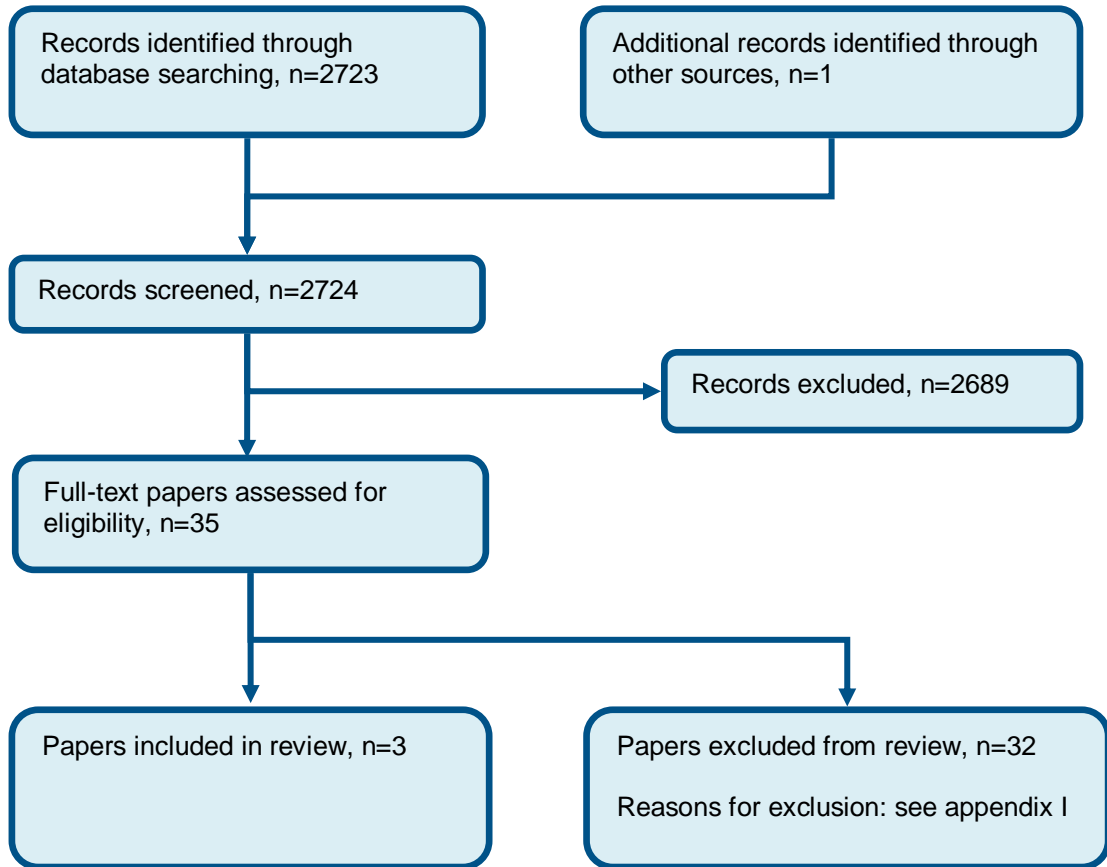 Records identified through
database searching, n=2723
Additional records identified through
other sources, n=1
Records screened, n=2724
Records excluded, n=2689
Full-text papers assessed for
eligibility, n=35
Papers included in review, n=3
Papers excluded from review, n=32
Reasons for exclusion: see appendix I